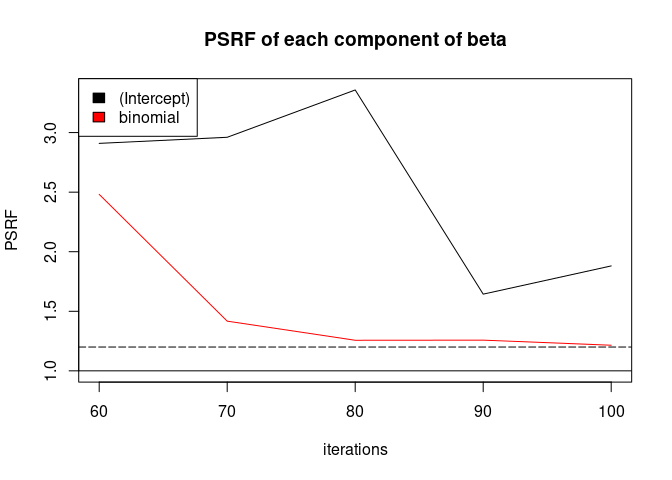 PSRF of each component of beta
(Intercept)
binomial
PSRF
3.0
2.5
2.0
1.5
1.0
60 70 80 90 100
iterations